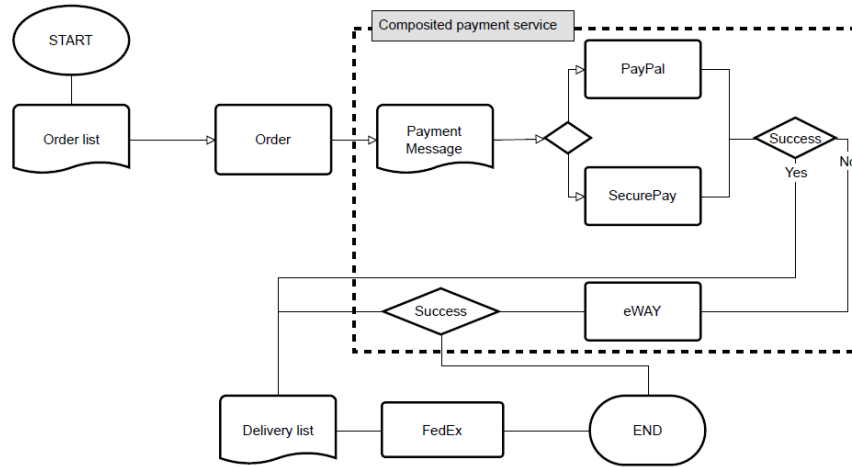 START
Composited payment service
Order list
Order
Payment
Message
PayPal
SecurePay
Success
Yes
No
Success
eWAY
Delivery list
FedEx
END